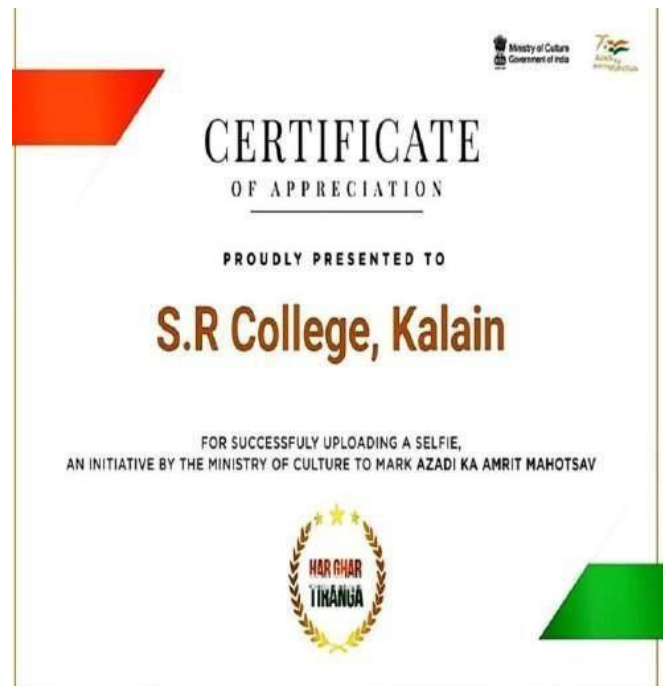 Ministry of Culture
Government of India
CERTIFICATE
OF APPRECIATION
PROUDLY PRESENTED TO
S.R College, Kalain
FOR SUCCESSFULY UPLOADING A SELFIE,
AN INITIATIVE BY THE MINISTRY OF CULTURE TO MARK AZADI KA AMRIT MAHOTSAV
HAR GHAR
TIRANGA